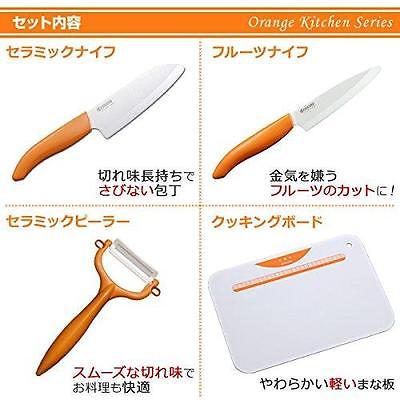 セット内容
Orange Kitchen Series
セラミックナイフ
フルーツナイフ
切れ味長持ちで
さびない包丁
金気を嫌う
フルーツのカットに!
セラミックピーラー
クッキングボード
スムーズな切れ味で
お料理も快適
やわらかい軽いまな板